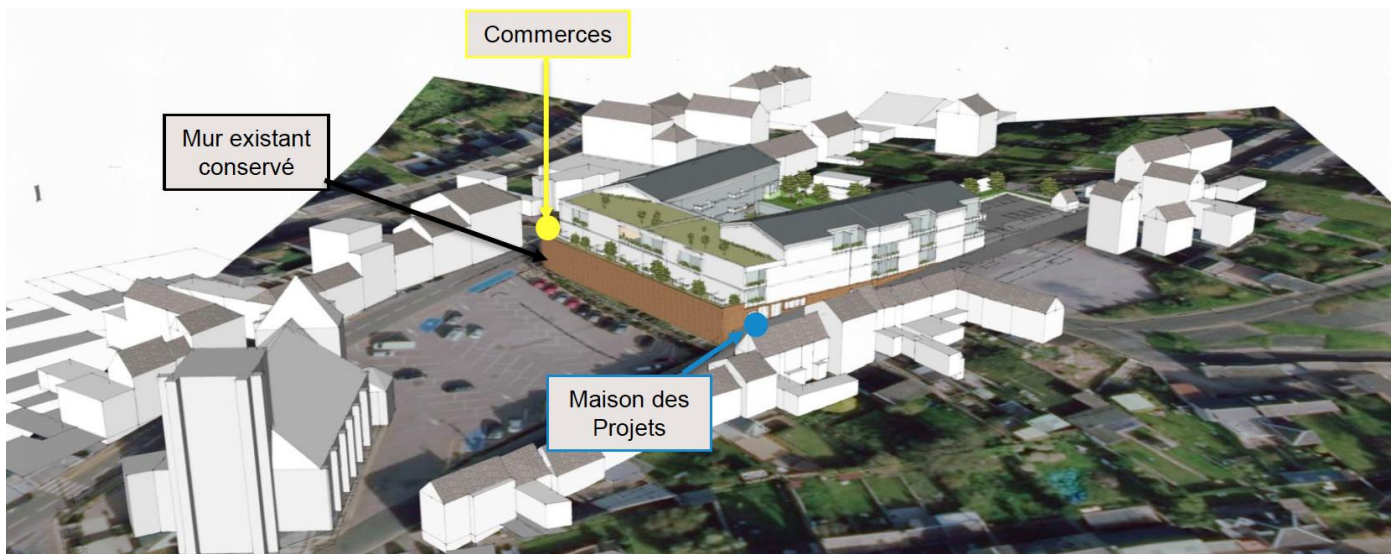 Commerces
Mur existant
conservé
Maison des
Projets